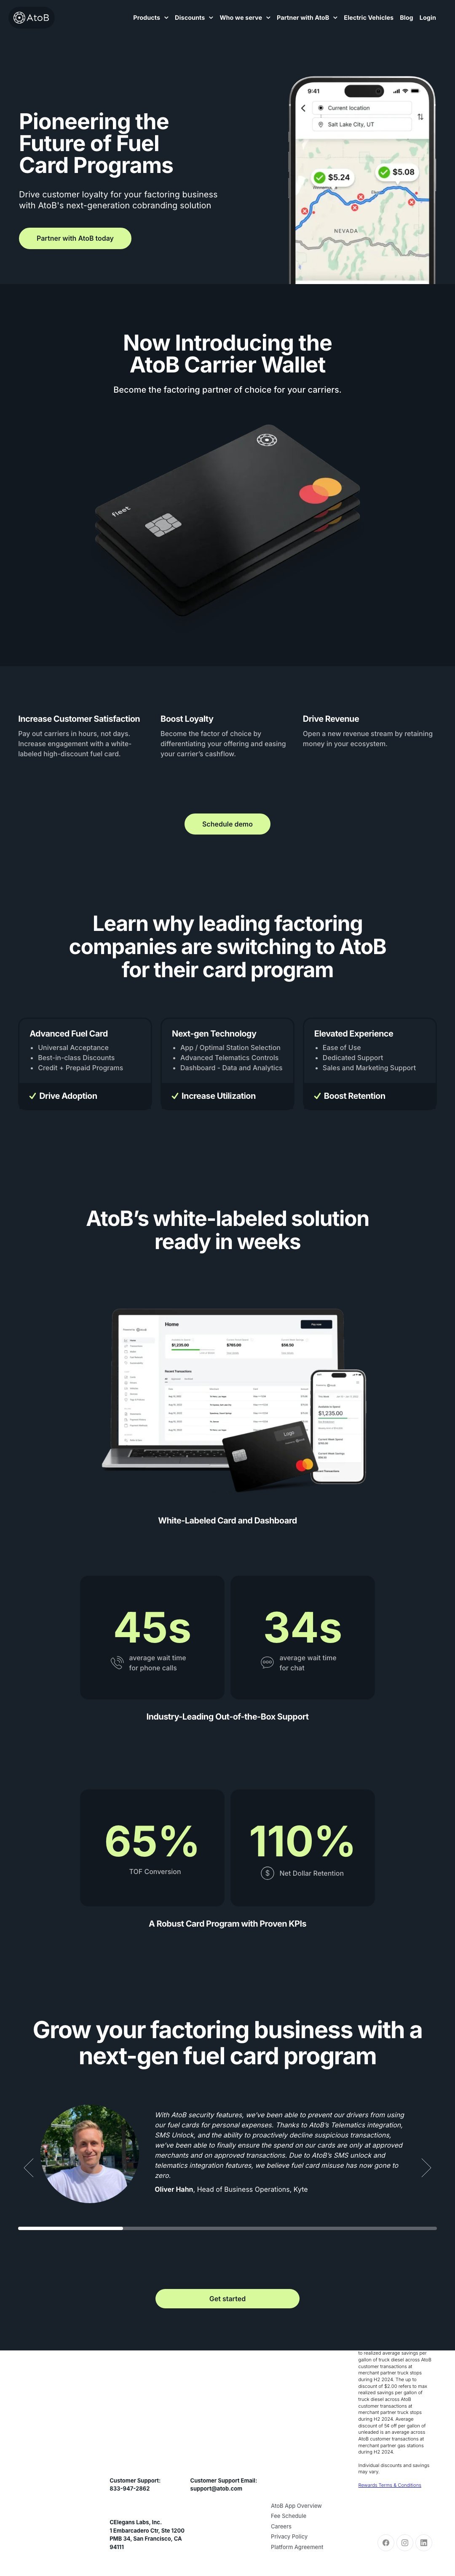 AtoB
Products
Discounts
Who we serve
Partner with AtoB
Electric Vehicles
Blog
Login
Pioneering the
Future of Fuel
Card Programs
Drive customer loyalty for your factoring business
with AtoB's next-generation cobranding solution
Partner with AtoB today
9:41
Current location
Salt Lake City, UT
$5.24
$5.08
NEVADA
Now Introducing the
AtoB Carrier Wallet
Become the factoring partner of choice for your carriers.
fleet
Increase Customer Satisfaction
Pay out carriers in hours, not days.
Increase engagement with a white-
labeled high-discount fuel card.
Boost Loyalty
Become the factor of choice by
differentiating your offering and easing
your carrier's cashflow.
Drive Revenue
Open a new revenue stream by retaining
money in your ecosystem.
Schedule demo
Learn why leading factoring
companies are switching to AtoB
for their card program
Advanced Fuel Card
• Universal Acceptance
• Best-in-class Discounts
• Credit + Prepaid Programs
Drive Adoption
Next-gen Technology
• App / Optimal Station Selection
• Advanced Telematics Controls
• Dashboard - Data and Analytics
Increase Utilization
Elevated Experience
• Ease of Use
• Dedicated Support
• Sales and Marketing Support
Boost Retention
AtoB's white-labeled solution
ready in weeks
Home
$1,235.00
$765.00
Recent Transactions
$1,235.00
Logo
White-Labeled Card and Dashboard
45s
average wait time
for phone calls
34s
average wait time
for chat
Industry-Leading Out-of-the-Box Support
65%
TOF Conversion
110%
Net Dollar Retention
A Robust Card Program with Proven KPIs
Grow your factoring business with a
next-gen fuel card program
With AtoB security features, we've been able to prevent our drivers from using
our fuel cards for personal expenses. Thanks to AtoB's Telematics integration,
SMS Unlock, and the ability to proactively decline suspicious transactions,
we've been able to finally ensure the spend on our cards are only at approved
merchants and on approved transactions. Due to AtoB's SMS unlock and
telematics integration features, we believe fuel card misuse has now gone to
zero.
Oliver Hahn, Head of Business Operations, Kyte
Get started
to realized average savings per
gallon of truck diesel across AtoB
customer transactions at
merchant partner truck stops
during H2 2024. The up to
discount of $2.00 refers to max
realized savings per gallon of
truck diesel across AtoB
customer transactions at
merchant partner truck stops
during H2 2024. Average
discount of 5¢ off per gallon of
unleaded is an average across
AtoB customer transactions at
merchant partner gas stations
during H2 2024.
Individual discounts and savings
may vary.
Rewards Terms & Conditions
Customer Support:
833-947-2862
Customer Support Email:
support@atob.com
CElegans Labs, Inc.
1 Embarcadero Ctr, Ste 1200
PMB 34, San Francisco, CA
94111
AtoB App Overview
Fee Schedule
Careers
Privacy Policy
Platform Agreement